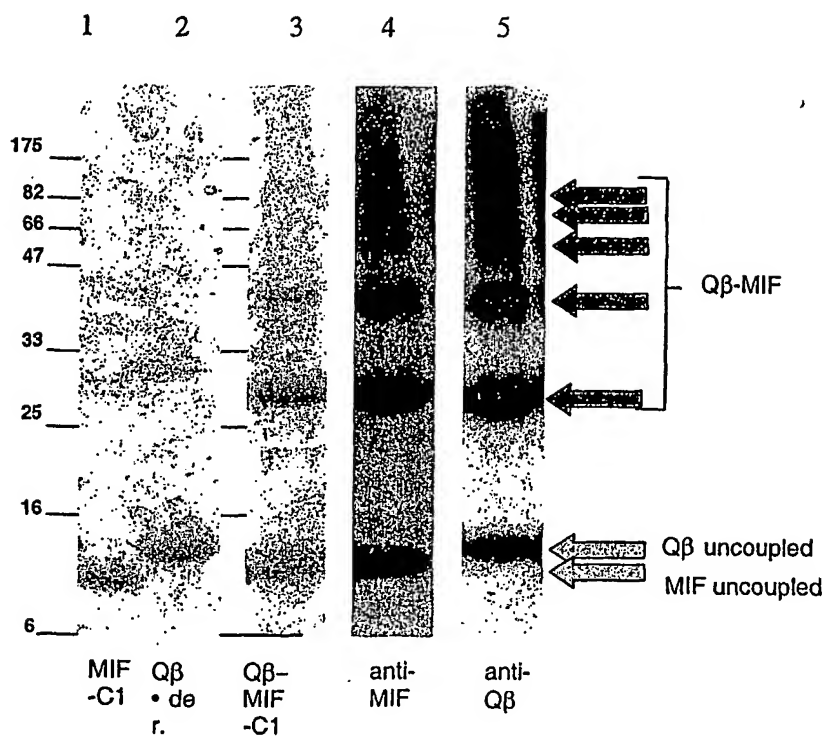 1 2 3 4 5
175
82
66
47
33
25
16
6
Qβ-MIF
Qβ uncoupled
MIF uncoupled
MIF Qβ Qβ– anti- anti-
-C1 • de MIF MIF Qβ
r. -C1